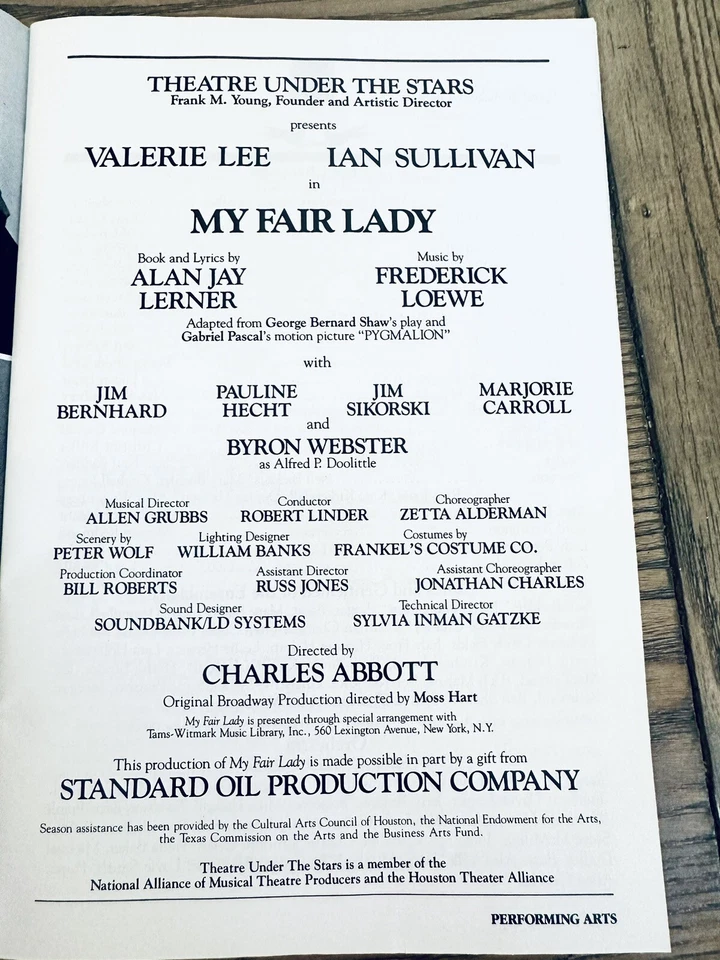 THEATRE UNDER THE STARS
Frank M. Young, Founder and Artistic Director
presents
VALERIE LEE IAN SULLIVAN
in
MY FAIR LADY
Book and Lyrics by Music by
ALAN JAY FREDERICK
LERNER LOEWE
Adapted from George Bernard Shaw's play and
Gabriel Pascal's motion picture "PYGMALION"
with
JIM PAULINE JIM MARJORIE
BERNHARD HECHT SIKORSKI CARROLL
and
BYRON WEBSTER
as Alfred P. Doolittle
Musical Director Conductor Choreographer
ALLEN GRUBBS ROBERT LINDER ZETTA ALDERMAN
Scenery by Lighting Designer Costumes by
PETER WOLF WILLIAM BANKS FRANKEL'S COSTUME CO.
Production Coordinator Assistant Director Assistant Choreographer
BILL ROBERTS RUSS JONES JONATHAN CHARLES
Sound Designer Technical Director
SOUNDBANK/LD SYSTEMS SYLVIA INMAN GATZKE
Directed by
CHARLES ABBOTT
Original Broadway Production directed by Moss Hart
My Fair Lady is presented through special arrangement with
Tams-Witmark Music Library, Inc., 560 Lexington Avenue, New York, N.Y.
This production of My Fair Lady is made possible in part by a gift from
STANDARD OIL PRODUCTION COMPANY
Season assistance has been provided by the Cultural Arts Council of Houston, the National Endowment for the Arts,
the Texas Commission on the Arts and the Business Arts Fund.
Theatre Under The Stars is a member of the
National Alliance of Musical Theatre Producers and the Houston Theater Alliance
PERFORMING ARTS